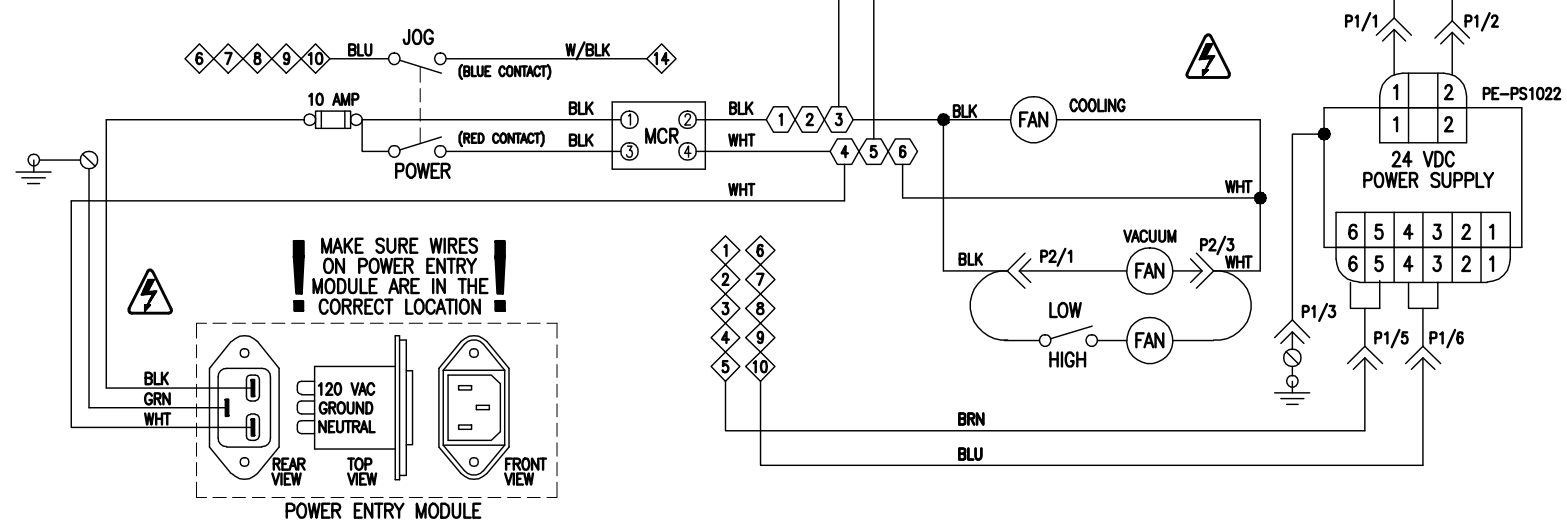 P1/1 P1/2
JOG
6 7 8 9 10 BLU W/BLK 14
(BLUE CONTACT)
1 2 PE-PS1022
1 2
10 AMP
BLK 1 2 BLK 1 2 3 BLK FAN COOLING
(RED CONTACT)
MCR
BLK 3 4 WHT 4 5 6
POWER
24 VDC
POWER SUPPLY
WHT WHT
6 5 4 3 2 1
6 5 4 3 2 1
! MAKE SURE WIRES !
ON POWER ENTRY
MODULE ARE IN THE
CORRECT LOCATION
1 6
2 7
3 8
4 9
5 10
VACUUM
BLK P2/1 FAN P2/3 WHT
LOW
FAN
HIGH
P1/3
P1/5 P1/6
BLK
GRN
WHT
120 VAC
GROUND
NEUTRAL
REAR
VIEW
TOP
VIEW
FRONT
VIEW
POWER ENTRY MODULE
BRN
BLU